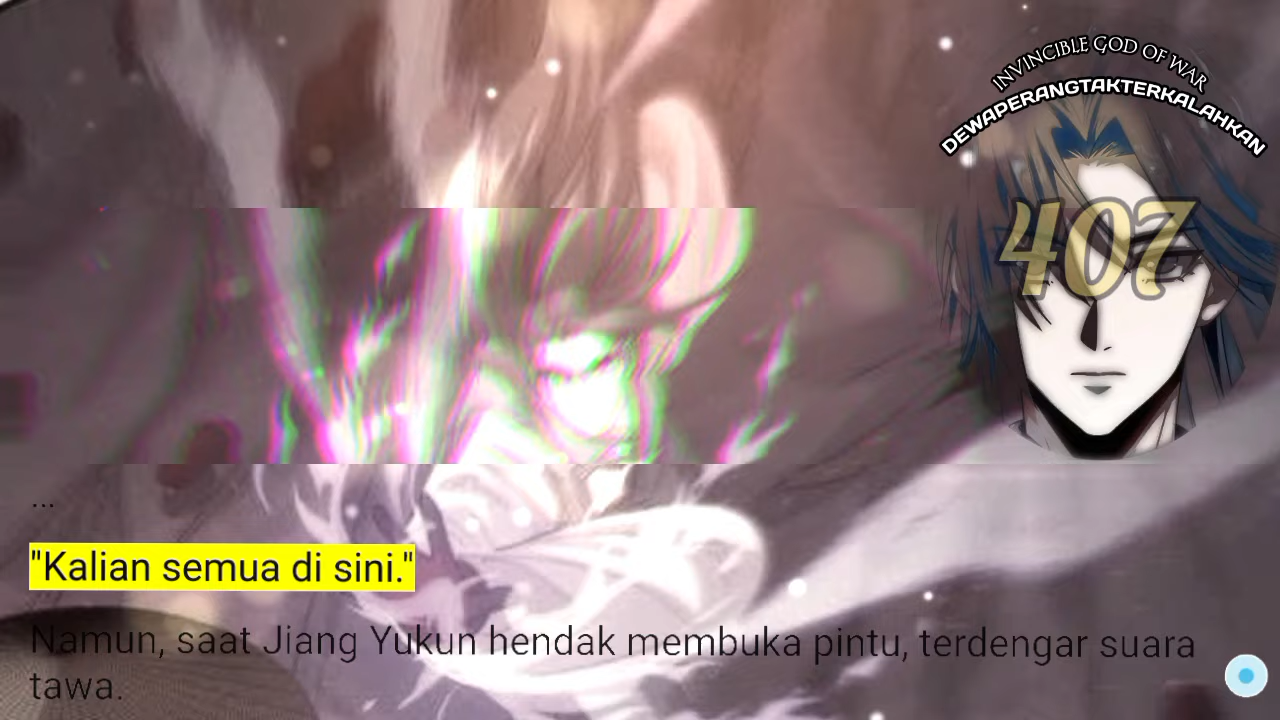 INVINCIBLE GOD OF WAR
DEWAPERANGTAKTERKALAHKAN
407
...
"Kalian semua di sini."
Namun, saat Jiang Yukun hendak membuka pintu, terdengar suara
tawa.